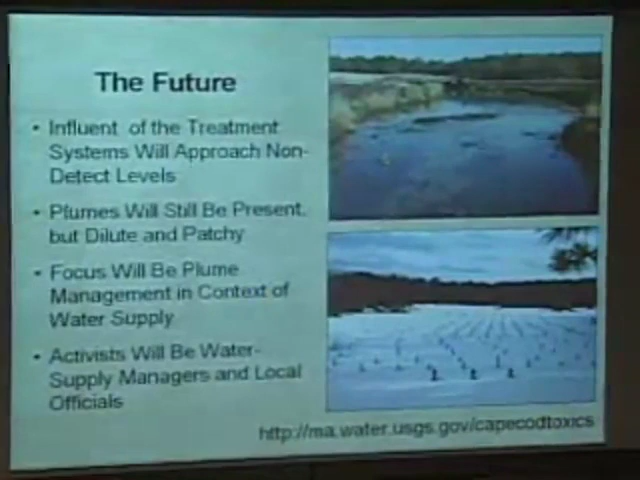 The Future
• Influent of the Treatment
Systems Will Approach Non-
Detect Levels
• Plumes Will Still Be Present,
but Dilute and Patchy
• Focus Will Be Plume
Management in Context of
Water Supply
• Activists Will Be Water-
Supply Managers and Local
Officials
http://ma.water.usgs.gov/capecodtoxics